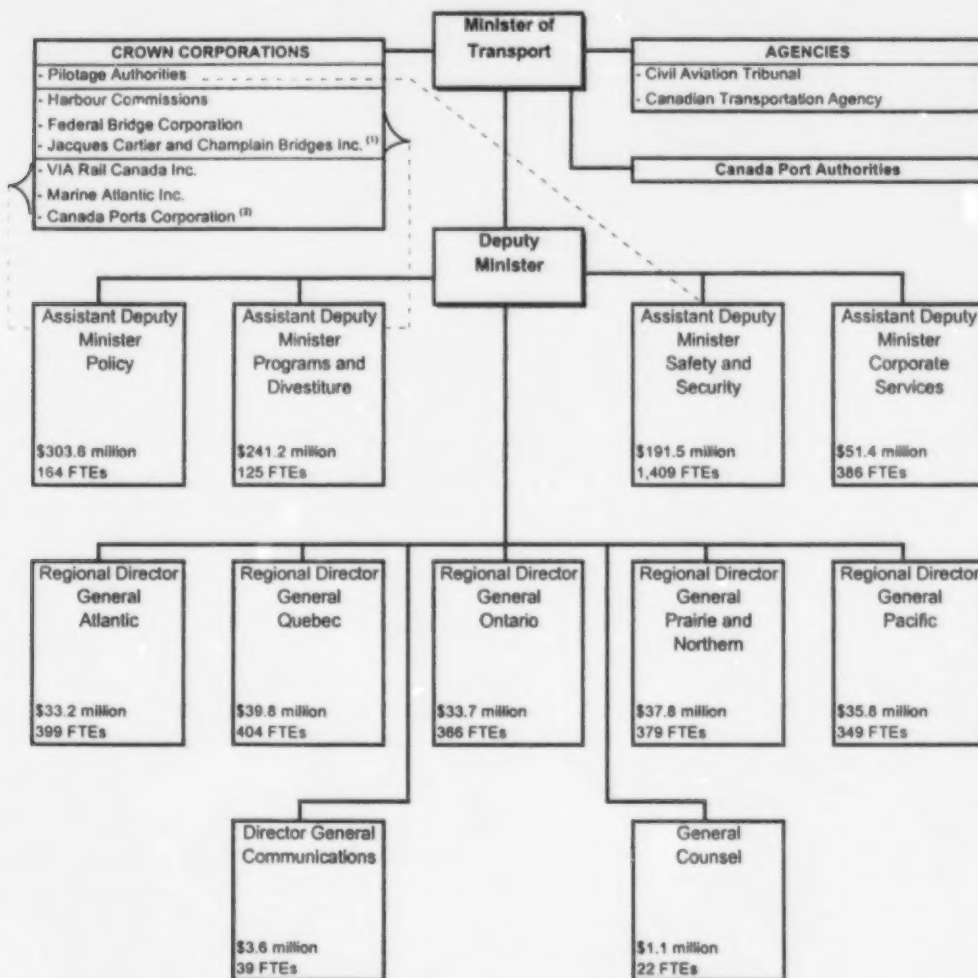 Minister of
Transport
CROWN CORPORATIONS
- Pilotage Authorities
- Harbour Commissions
- Federal Bridge Corporation
- Jacques Cartier and Champlain Bridges Inc. (1)
- VIA Rail Canada Inc.
- Marine Atlantic Inc.
- Canada Ports Corporation (2)
AGENCIES
- Civil Aviation Tribunal
- Canadian Transportation Agency
Canada Port Authorities
Deputy
Minister
Assistant Deputy
Minister
Policy
$303.6 million
164 FTEs
Assistant Deputy
Minister
Programs and
Divestiture
$241.2 million
125 FTEs
Assistant Deputy
Minister
Safety and
Security
$191.5 million
1,409 FTEs
Assistant Deputy
Minister
Corporate
Services
$51.4 million
386 FTEs
Regional Director
General
Atlantic
$33.2 million
399 FTEs
Regional Director
General
Quebec
$39.8 million
404 FTEs
Regional Director
General
Ontario
$33.7 million
366 FTEs
Regional Director
General
Prairie and
Northern
$37.8 million
379 FTEs
Regional Director
General
Pacific
$35.8 million
349 FTEs
Director General
Communications
$3.6 million
39 FTEs
General
Counsel
$1.1 million
22 FTEs